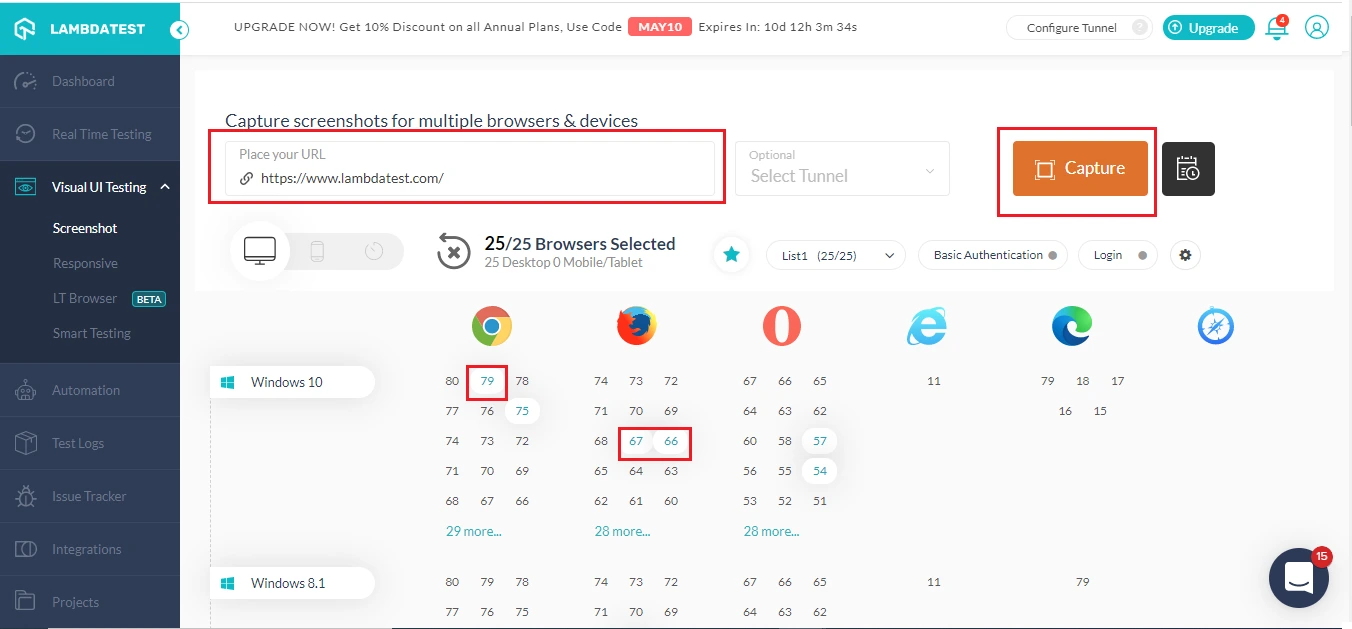 LAMBDATEST
UPGRADE NOW! Get 10% Discount on all Annual Plans, Use Code MAY10 Expires In: 10d 12h 3m 34s
Configure Tunnel ?
Upgrade
4
Dashboard
Real Time Testing
Visual UI Testing
Screenshot
Responsive
LT Browser BETA
Smart Testing
Automation
Test Logs
Issue Tracker
Integrations
Projects
Capture screenshots for multiple browsers & devices
Place your URL
https://www.lambdatest.com/
Optional
Select Tunnel
Capture
25/25 Browsers Selected
25 Desktop 0 Mobile/Tablet
List1 (25/25)
Basic Authentication
Login
Windows 10
80 79 78 74 73 72 67 66 65 11 79 18 17
77 76 75 71 70 69 64 63 62 16 15
74 73 72 68 67 66 60 58 57
71 70 69 65 64 63 56 55 54
68 67 66 62 61 60 53 52 51
29 more... 28 more... 28 more...
Windows 8.1
80 79 78 74 73 72 67 66 65 11 79
77 76 75 71 70 69 64 63 62
15